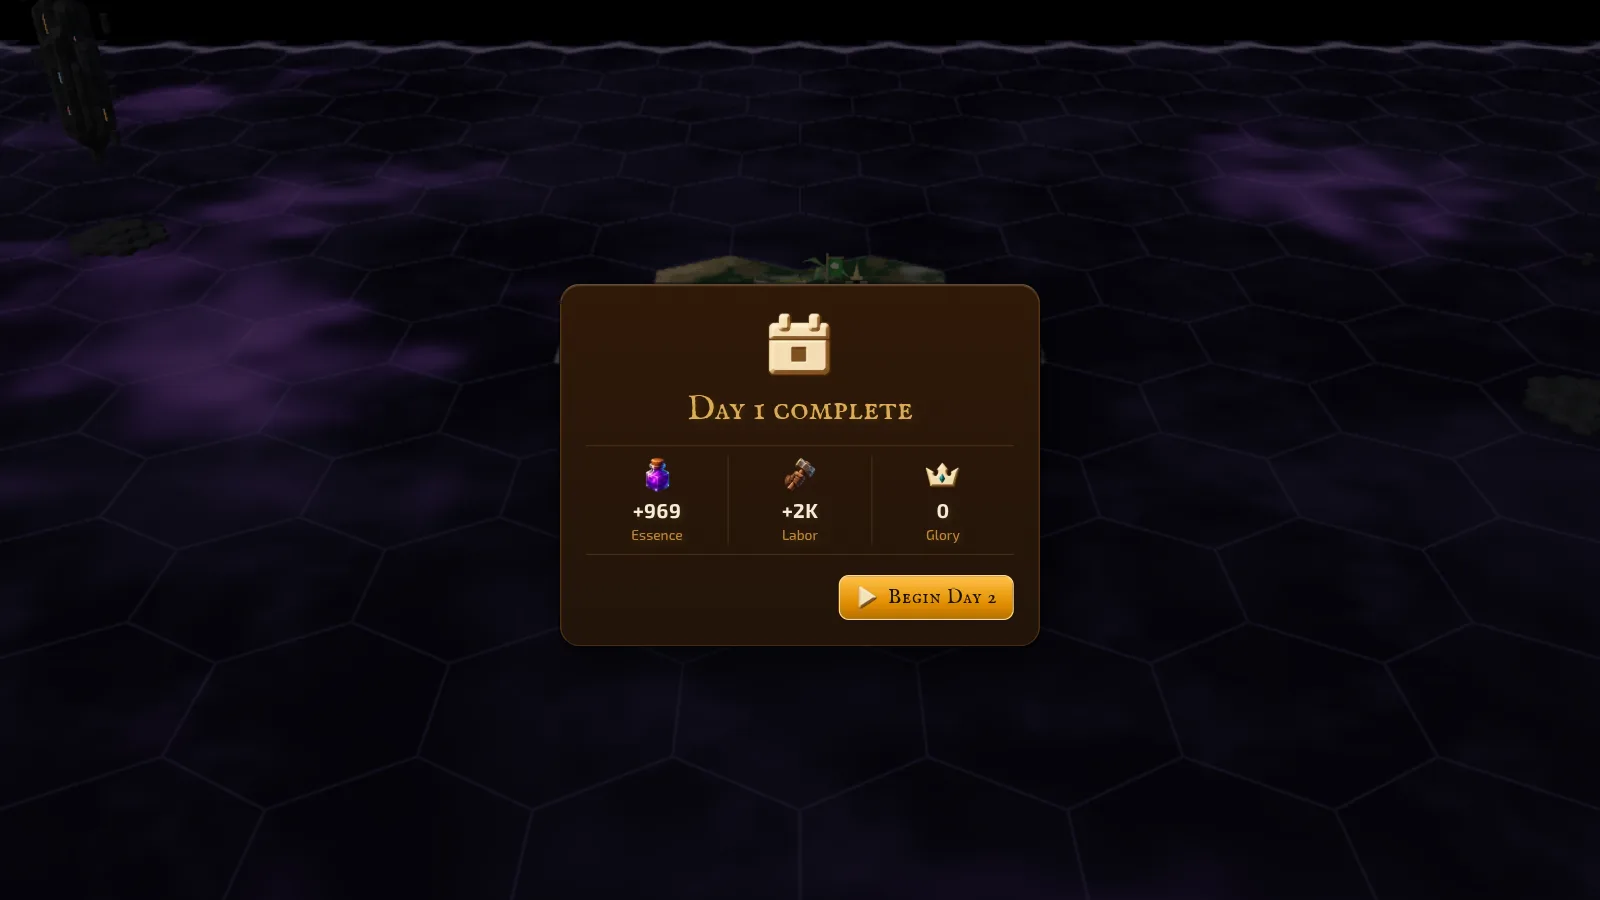 Day 1 complete
+969
Essence
+2K
Labor
0
Glory
Begin Day 2